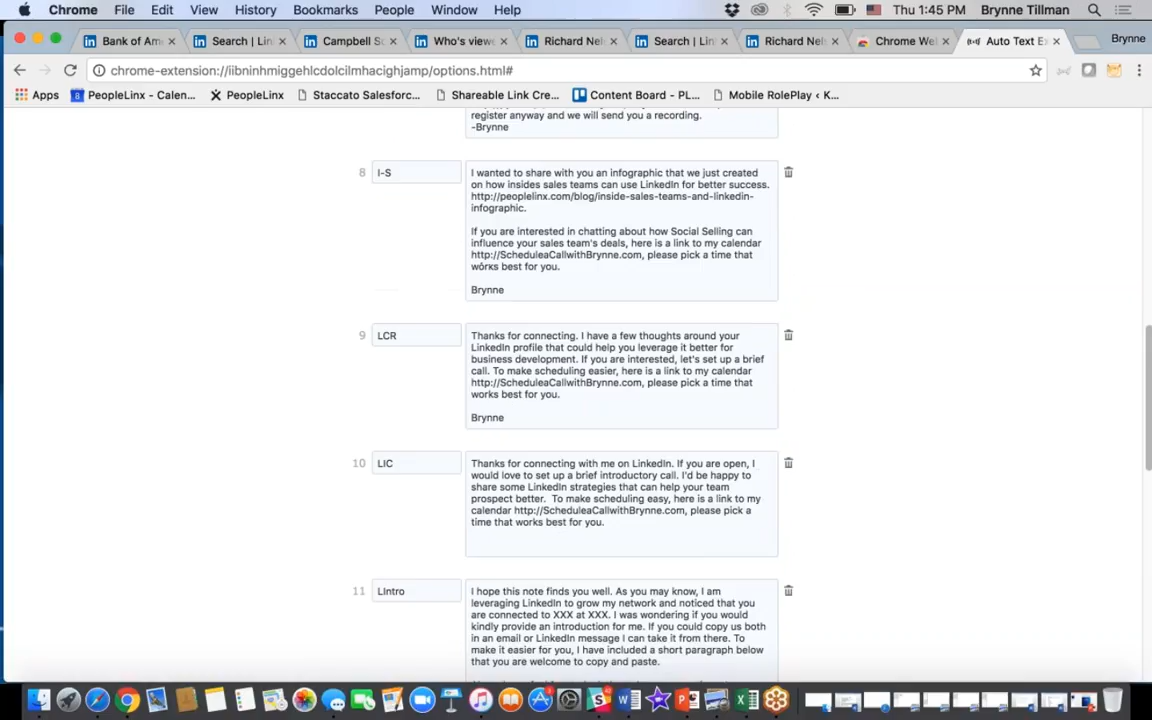 Chrome File Edit View History Bookmarks People Window Help Thu 1:45 PM Brynne Tillman
Bank of Am Search | Lin Campbell So Who's view Richard Nel Search | Lin Richard Nel Chrome We Auto Text Ex Brynne
chrome-extension://iibninhmiggehlcdolcilmhacighjamp/options.html#
Apps PeopleLinx - Calen... PeopleLinx Staccato Salesforc... Shareable Link Cre... Content Board - PL... Mobile RolePlay ‹ K...
register anyway and we will send you a recording.
-Brynne
8 I-S I wanted to share with you an infographic that we just created
on how insides sales teams can use LinkedIn for better success.
http://peoplelinx.com/blog/inside-sales-teams-and-linkedin-
infographic.
If you are interested in chatting about how Social Selling can
influence your sales team's deals, here is a link to my calendar
http://ScheduleaCallwithBrynne.com, please pick a time that
works best for you.
Brynne
9 LCR Thanks for connecting. I have a few thoughts around your
LinkedIn profile that could help you leverage it better for
business development. If you are interested, let's set up a brief
call. To make scheduling easier, here is a link to my calendar
http://ScheduleaCallwithBrynne.com, please pick a time that
works best for you.
Brynne
10 LIC Thanks for connecting with me on LinkedIn. If you are open, I
would love to set up a brief introductory call. I'd be happy to
share some LinkedIn strategies that can help your team
prospect better. To make scheduling easy, here is a link to my
calendar http://ScheduleaCallwithBrynne.com, please pick a
time that works best for you.
11 LIntro I hope this note finds you well. As you may know, I am
leveraging LinkedIn to grow my network and noticed that you
are connected to XXX at XXX. I was wondering if you would
kindly provide an introduction for me. If you could copy us both
in an email or LinkedIn message I can take it from there. To
make it easier for you, I have included a short paragraph below
that you are welcome to copy and paste.